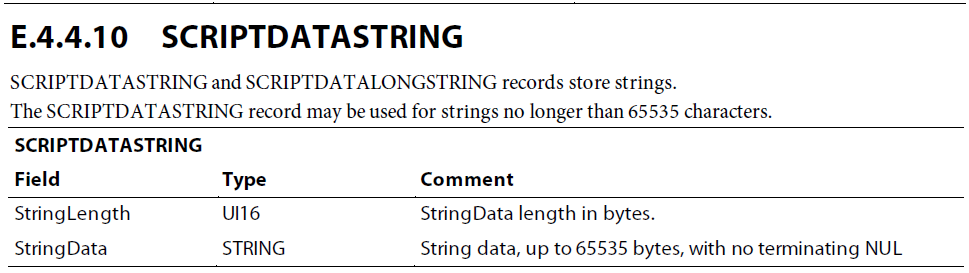 E.4.4.10 SCRIPTDATASTRING
SCRIPTDATASTRING and SCRIPTDATALONGSTRING records store strings.
The SCRIPTDATASTRING record may be used for strings no longer than 65535 characters.
SCRIPTDATASTRING
Field Type Comment
StringLength UI16 StringData length in bytes.
StringData STRING String data, up to 65535 bytes, with no terminating NUL